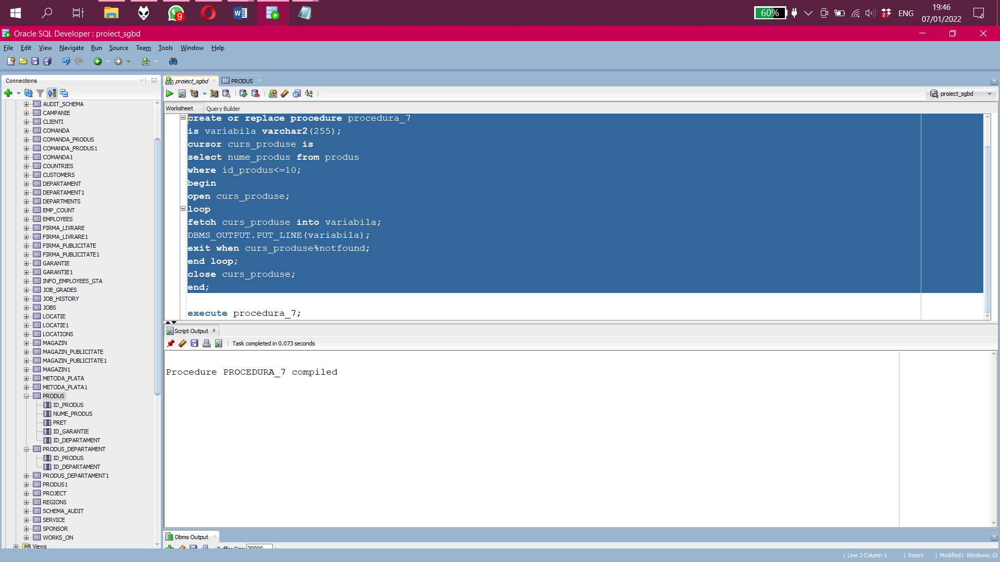 9
60%
2
ENG
19:46
07/01/2022
Oracle SQL Developer : proiect_sgbd
File Edit View Navigate Run Source Team Tools Window Help
Connections
AUDIT_SCHEMA
CAMPANIE
CLIENTI
COMANDA
COMANDA_PRODUS
COMANDA_PRODUS1
COMANDA1
COUNTRIES
CUSTOMERS
DEPARTAMENT
DEPARTAMENT1
DEPARTMENTS
EMP_COUNT
EMPLOYEES
FIRMA_LIVRARE
FIRMA_LIVRARE1
FIRMA_PUBLICITATE
FIRMA_PUBLICITATE1
GARANTIE
GARANTIE1
INFO_EMPLOYEES_GTA
JOB_GRADES
JOB_HISTORY
JOBS
LOCATIE
LOCATIE1
LOCATIONS
MAGAZIN
MAGAZIN_PUBLICITATE
MAGAZIN_PUBLICITATE1
MAGAZIN1
METODA_PLATA
METODA_PLATA1
PRODUS
ID_PRODUS
NUME_PRODUS
PRET
ID_GARANTIE
ID_DEPARTAMENT
PRODUS_DEPARTAMENT
ID_PRODUS
ID_DEPARTAMENT
PRODUS_DEPARTAMENT1
PRODUS1
PROJECT
REGIONS
SCHEMA_AUDIT
SERVICE
SPONSOR
WORKS_ON
Views
proiect_sgbd
PRODUS
proiect_sgbd
Worksheet Query Builder
create or replace procedure procedura_7
is variabila varchar2(255);
cursor curs_produse is
select nume_produs from produs
where id_produs<=10;
begin
open curs_produse;
loop
fetch curs_produse into variabila;
DBMS_OUTPUT.PUT_LINE(variabila);
exit when curs_produse%notfound;
end loop;
close curs_produse;
end;
execute procedura_7;
Script Output
Task completed in 0.073 seconds
Procedure PROCEDURA_7 compiled
Dbms Output
Buffer Size: 20000
Line 3 Column 1 | Insert | Modified | Windows: